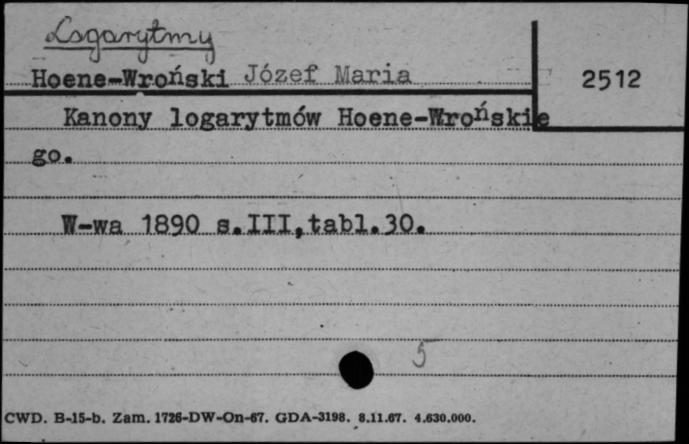 Logarytmy
Hoene-Wroński Józef Maria 2512
Kanony logarytmów Hoene-Wrońskie
go.
W-wa 1890 s.III,tabl.30.
5
CWD. B-15-b. Zam. 1726-DW-On-67. GDA-3198. 8.11.67. 4.630.000.